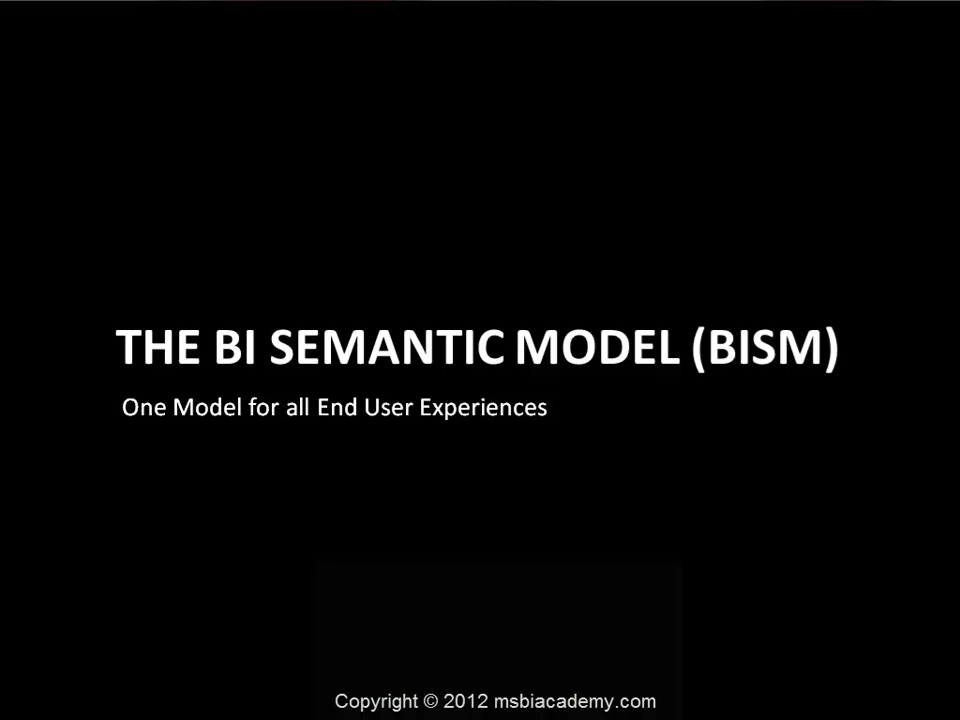 THE BI SEMANTIC MODEL (BISM)
One Model for all End User Experiences
Copyright © 2012 msbiacademy.com